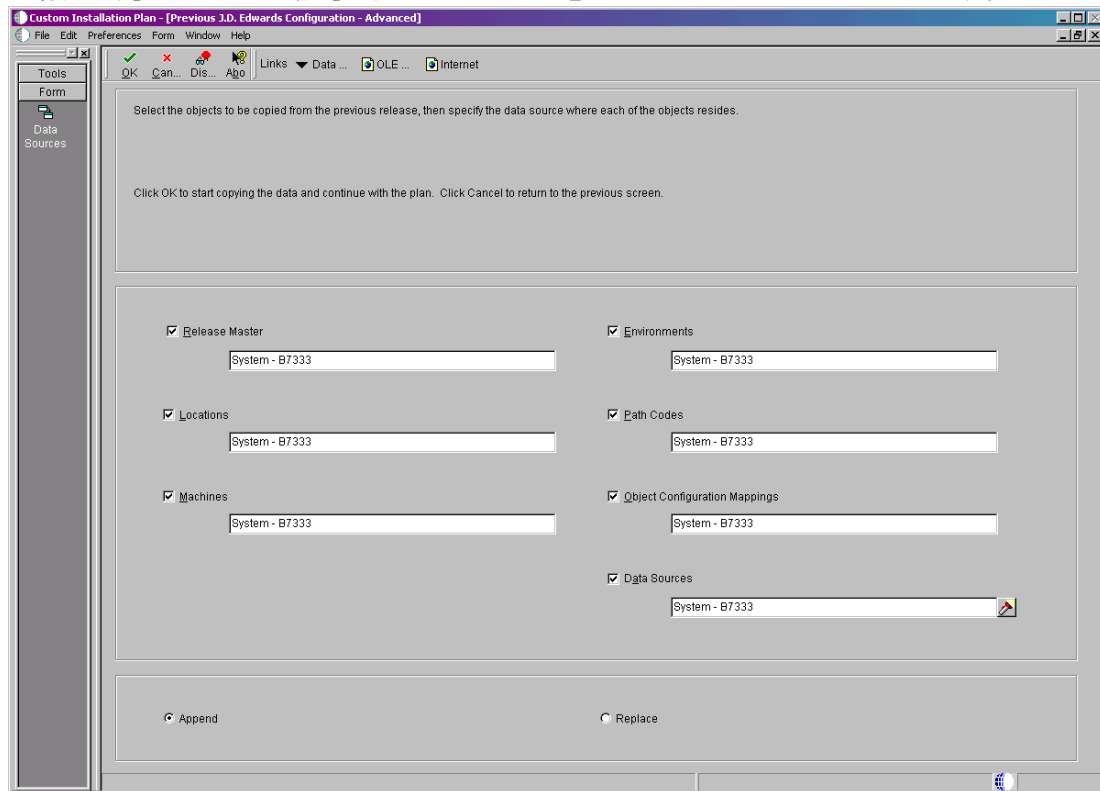 Custom Installation Plan - [Previous J.D. Edwards Configuration - Advanced]
File Edit Preferences Form Window Help
OK Can... Dis... Abo Links Data ... OLE ... Internet
Tools
Form
Data
Sources
Select the objects to be copied from the previous release, then specify the data source where each of the objects resides.
Click OK to start copying the data and continue with the plan. Click Cancel to return to the previous screen.
Release Master
System - B7333
Environments
System - B7333
Locations
System - B7333
Path Codes
System - B7333
Machines
System - B7333
Object Configuration Mappings
System - B7333
Data Sources
System - B7333
Append
Replace